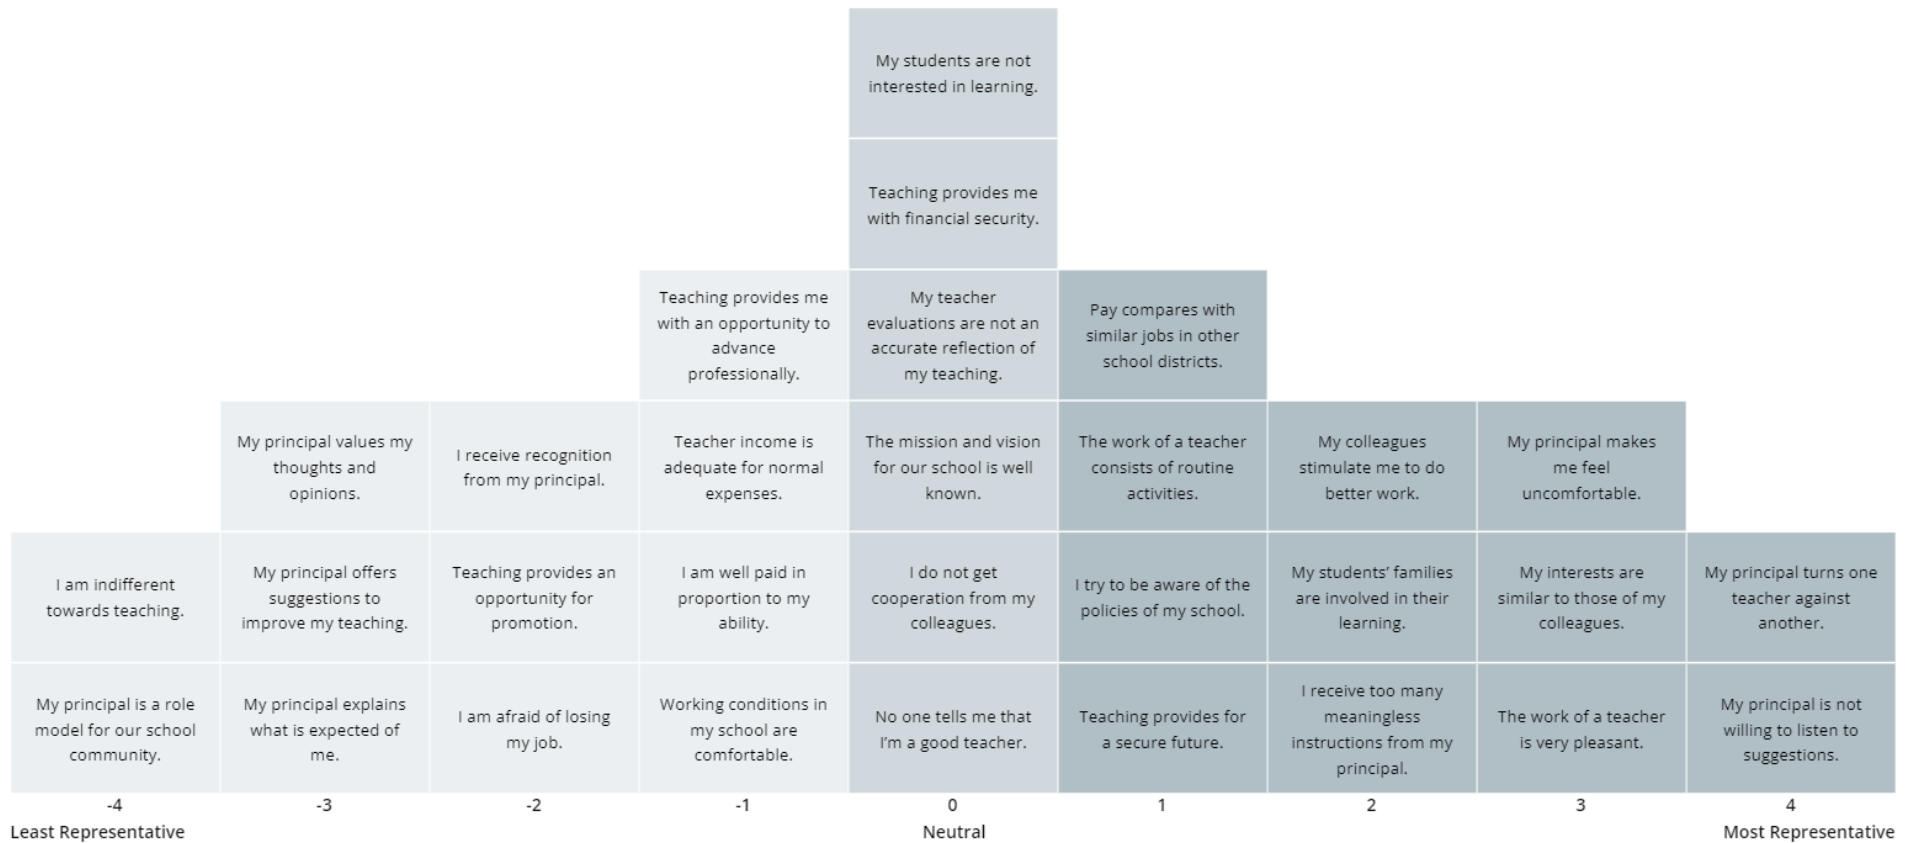 My students are not
interested in learning.
Teaching provides me
with financial security.
Teaching provides me
with an opportunity to
advance
professionally.
My teacher
evaluations are not an
accurate reflection of
my teaching.
Pay compares with
similar jobs in other
school districts.
My principal values my
thoughts and
opinions.
I receive recognition
from my principal.
Teacher income is
adequate for normal
expenses.
The mission and vision
for our school is well
known.
The work of a teacher
consists of routine
activities.
My colleagues
stimulate me to do
better work.
My principal makes
me feel
uncomfortable.
I am indifferent
towards teaching.
My principal offers
suggestions to
improve my teaching.
Teaching provides an
opportunity for
promotion.
I am well paid in
proportion to my
ability.
I do not get
cooperation from my
colleagues.
I try to be aware of the
policies of my school.
My students’ families
are involved in their
learning.
My interests are
similar to those of my
colleagues.
My principal turns one
teacher against
another.
My principal is a role
model for our school
community.
My principal explains
what is expected of
me.
I am afraid of losing
my job.
Working conditions in
my school are
comfortable.
No one tells me that
I’m a good teacher.
Teaching provides for
a secure future.
I receive too many
meaningless
instructions from my
principal.
The work of a teacher
is very pleasant.
My principal is not
willing to listen to
suggestions.
-4 -3 -2 -1 0 1 2 3 4
Least Representative Neutral Most Representative